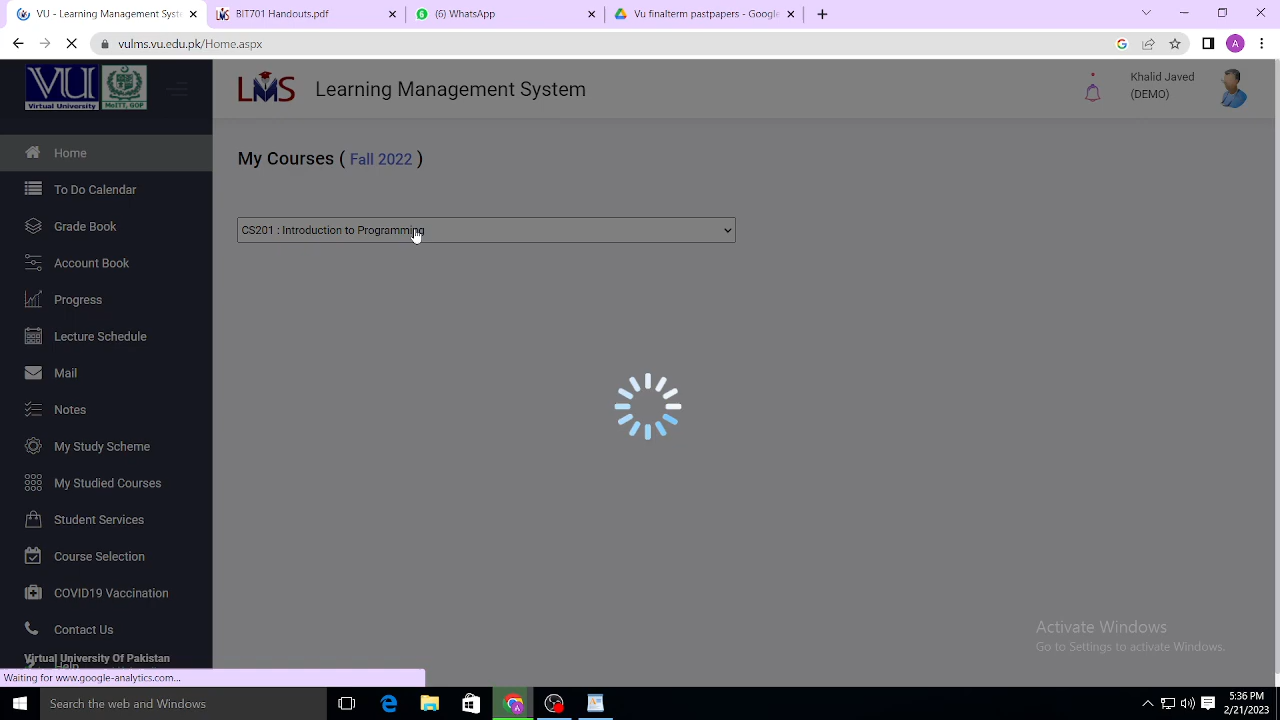 VU - Learning Management Syste
BIT701 Handouts.pdf
(6) WhatsApp
Vu finalterm papers - Google
vulms.vu.edu.pk/Home.aspx
VU
Virtual University
MoITT, GOP
LMS
Learning Management System
Khalid Javed
(DEMO)
Home
To Do Calendar
Grade Book
Account Book
Progress
Lecture Schedule
Mail
Notes
My Study Scheme
My Studied Courses
Student Services
Course Selection
COVID19 Vaccination
Contact Us
Virtual University Of Pakistan
Help
My Courses ( Fall 2022 )
CS201 : Introduction to Programming
Activate Windows
Go to Settings to activate Windows.
Waiting for www.google-analytics.com...
Search the web and Windows
5:36 PM
2/21/2023